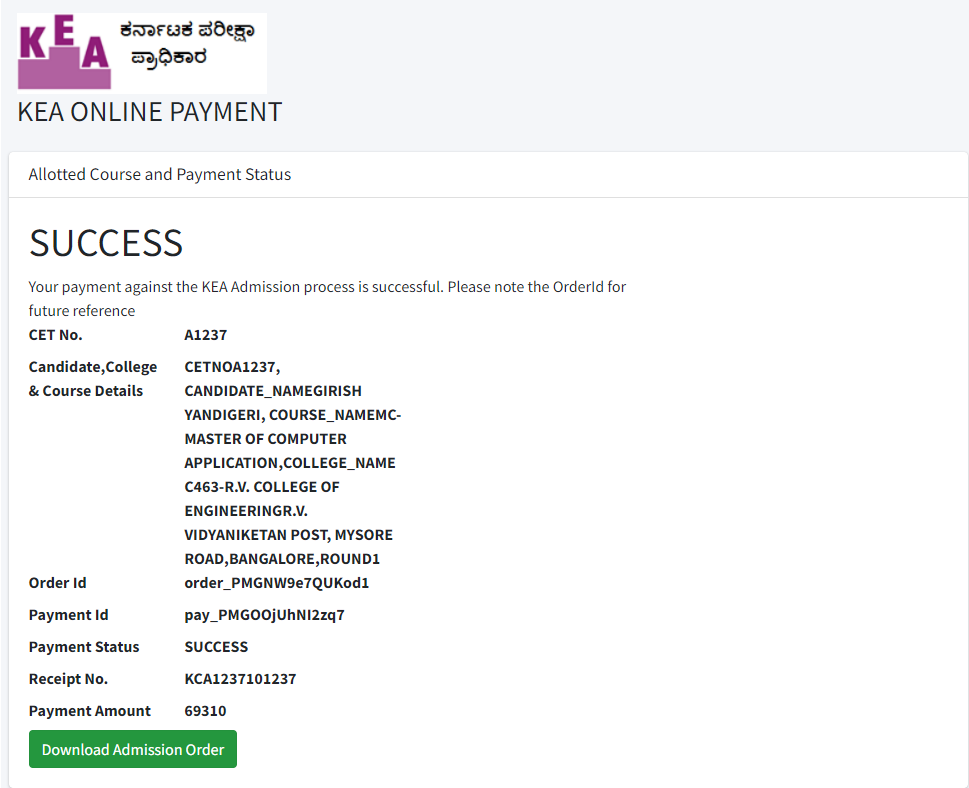 KEA
ಕರ್ನಾಟಕ ಪರೀಕ್ಷಾ
ಪ್ರಾಧಿಕಾರ
KEA ONLINE PAYMENT
Allotted Course and Payment Status
SUCCESS
Your payment against the KEA Admission process is successful. Please note the OrderId for
future reference
CET No. A1237
Candidate,College CETNOA1237,
& Course Details CANDIDATE_NAMEGIRISH
YANDIGERI, COURSE_NAMEMC-
MASTER OF COMPUTER
APPLICATION,COLLEGE_NAME
C463-R.V. COLLEGE OF
ENGINEERINGR.V.
VIDYANIKETAN POST, MYSORE
ROAD,BANGALORE,ROUND1
Order Id order_PMGNW9e7QUKod1
Payment Id pay_PMGOOjUhNI2zq7
Payment Status SUCCESS
Receipt No. KCA1237101237
Payment Amount 69310
Download Admission Order